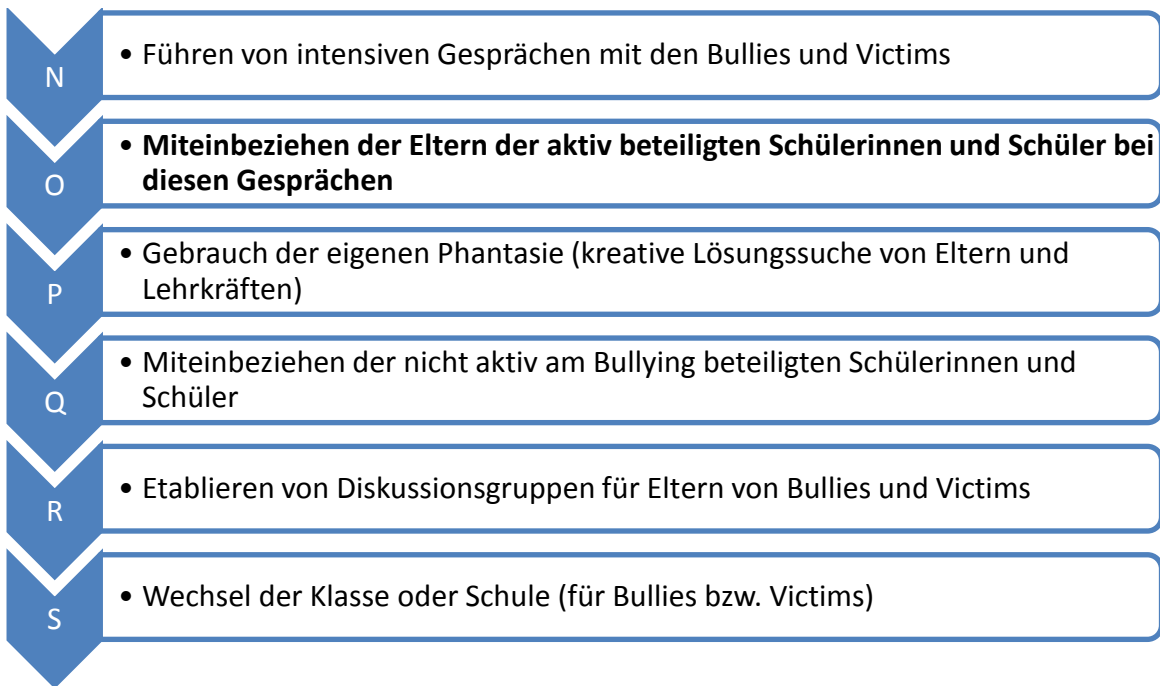 N
• Führen von intensiven Gesprächen mit den Bullies und Victims
O
• Miteinbeziehen der Eltern der aktiv beteiligten Schülerinnen und Schüler bei
diesen Gesprächen
P
• Gebrauch der eigenen Phantasie (kreative Lösungssuche von Eltern und
Lehrkräften)
Q
• Miteinbeziehen der nicht aktiv am Bullying beteiligten Schülerinnen und
Schüler
R
• Etablieren von Diskussionsgruppen für Eltern von Bullies und Victims
S
• Wechsel der Klasse oder Schule (für Bullies bzw. Victims)